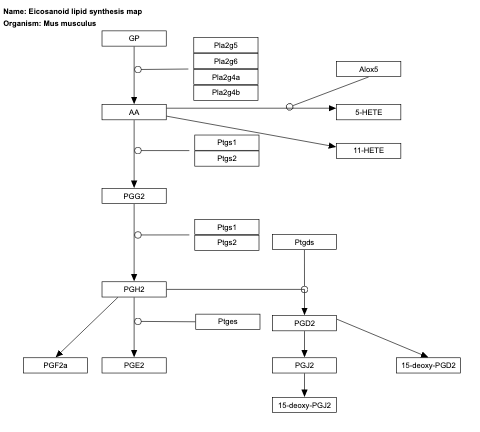 Name: Eicosanoid lipid synthesis map
Organism: Mus musculus
GP
Pla2g5
Pla2g6
Pla2g4a
Pla2g4b
Alox5
AA
5-HETE
11-HETE
Ptgs1
Ptgs2
PGG2
Ptgs1
Ptgs2
Ptgds
PGH2
Ptges
PGD2
PGF2a
PGE2
PGJ2
15-deoxy-PGD2
15-deoxy-PGJ2